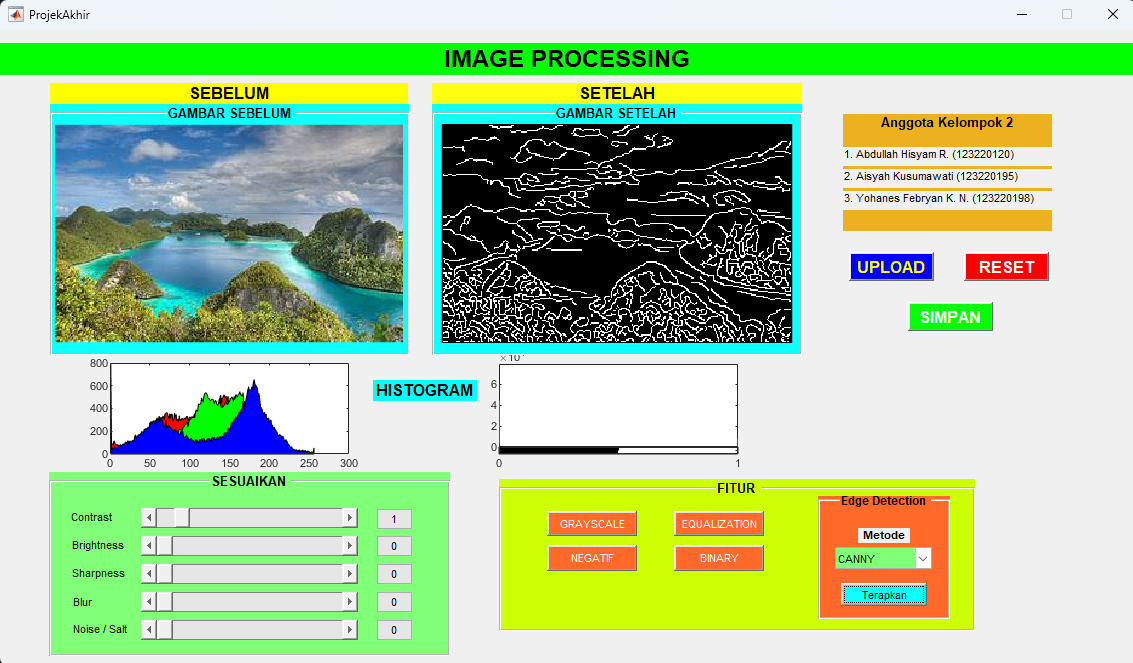 ProjekAkhir
IMAGE PROCESSING
SEBELUM
GAMBAR SEBELUM
SETELAH
GAMBAR SETELAH
Anggota Kelompok 2
1. Abdullah Hisyam R. (123220120)
2. Aisyah Kusumawati (123220195)
3. Yohanes Febryan K. N. (123220198)
UPLOAD
RESET
SIMPAN
800
600
400
200
0
0 50 100 150 200 250 300
HISTOGRAM
6
4
2
0
0 1
SESUAIKAN
Contrast 1
Brightness 0
Sharpness 0
Blur 0
Noise / Salt 0
FITUR
GRAYSCALE
EQUALIZATION
NEGATIF
BINARY
Edge Detection
Metode
CANNY
Terapkan